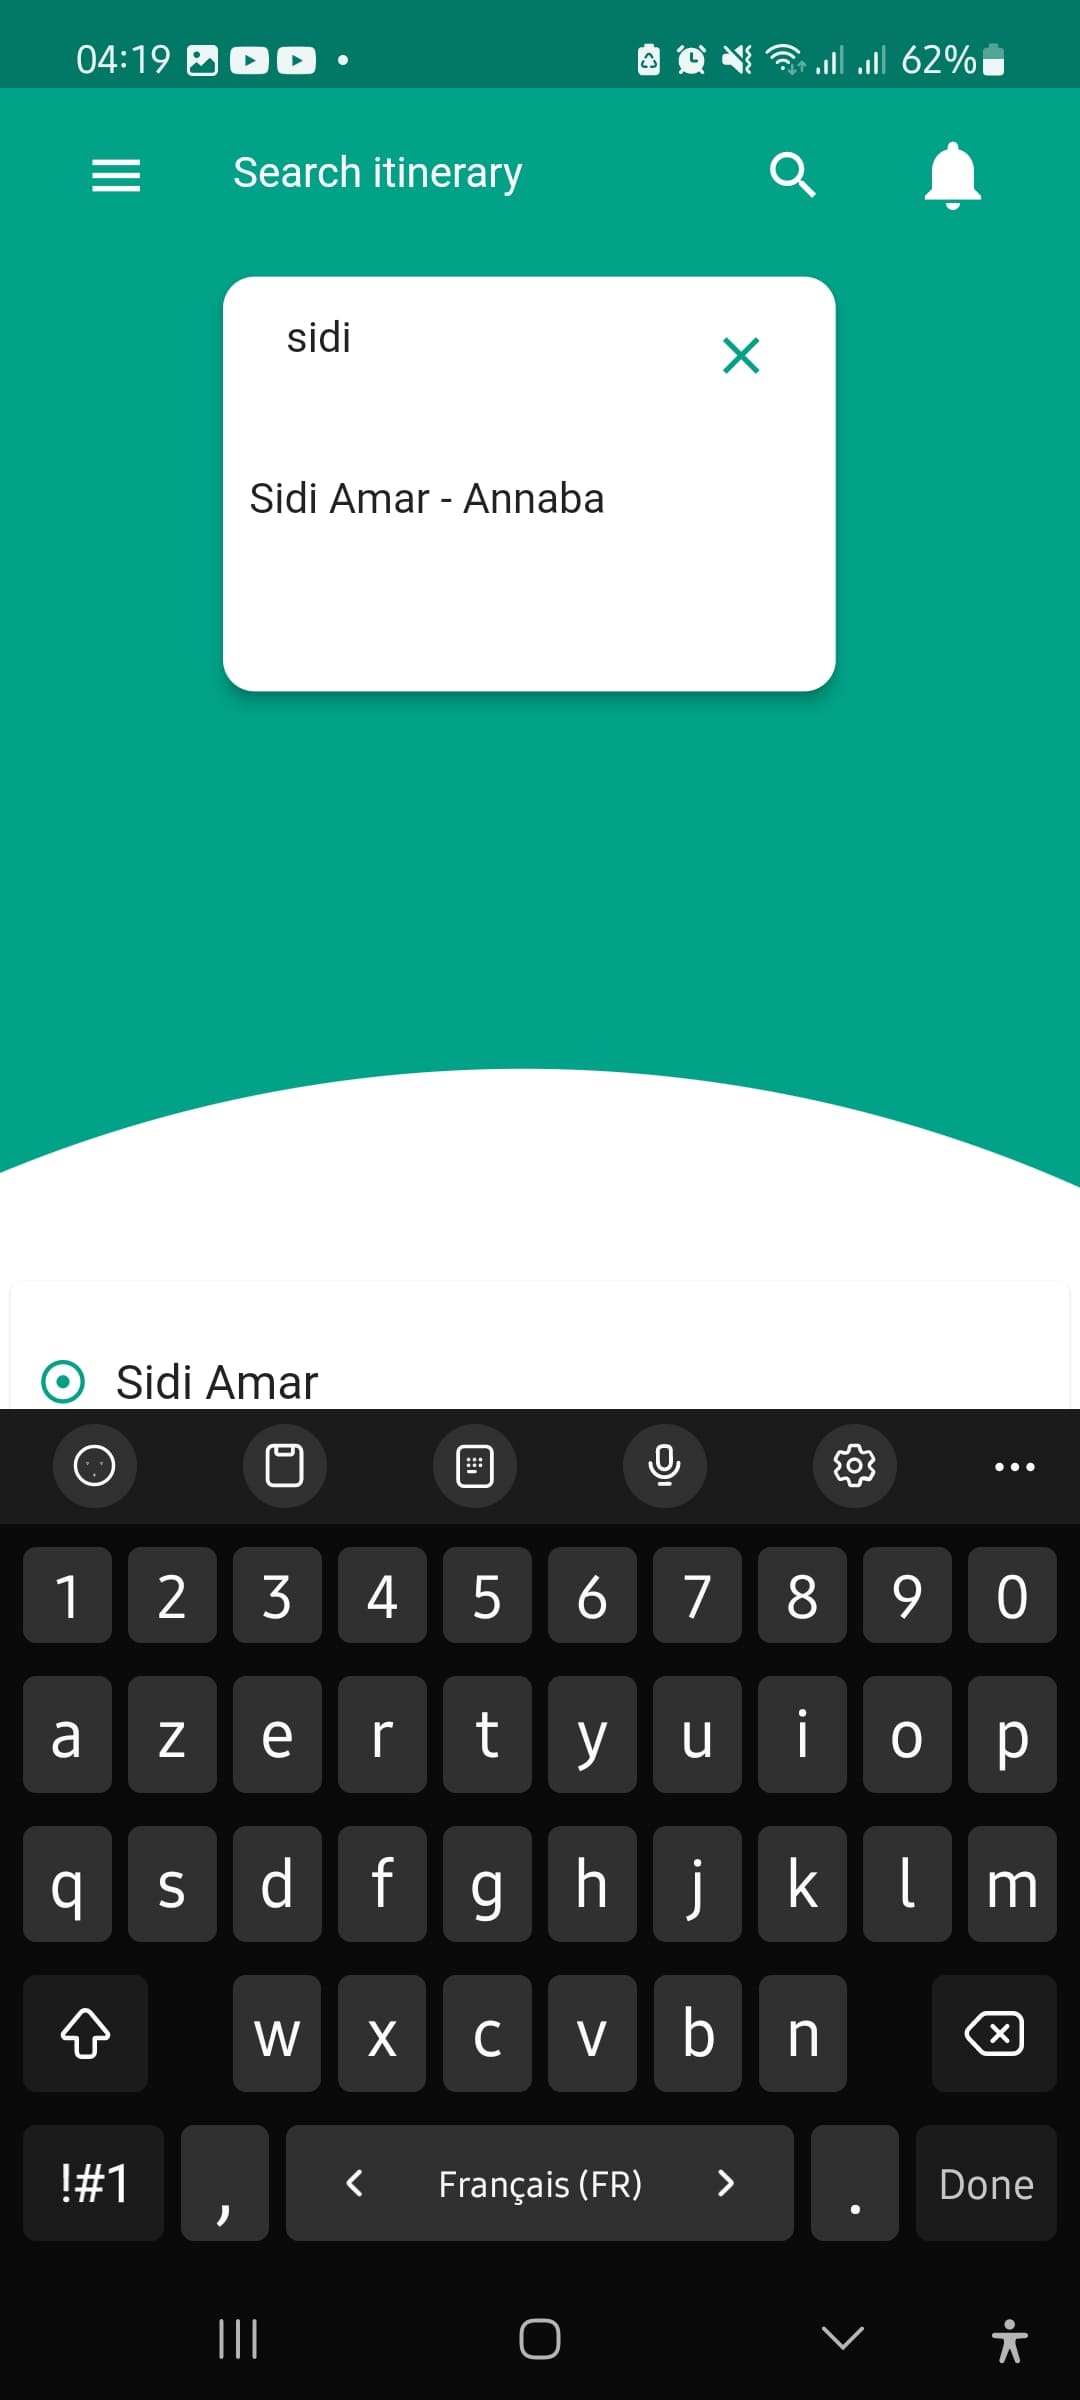 04:19 62%
Search itinerary
sidi
Sidi Amar - Annaba
Sidi Amar
1 2 3 4 5 6 7 8 9 0
a z e r t y u i o p
q s d f g h j k l m
w x c v b n
!#1 , < Français (FR) > . Done